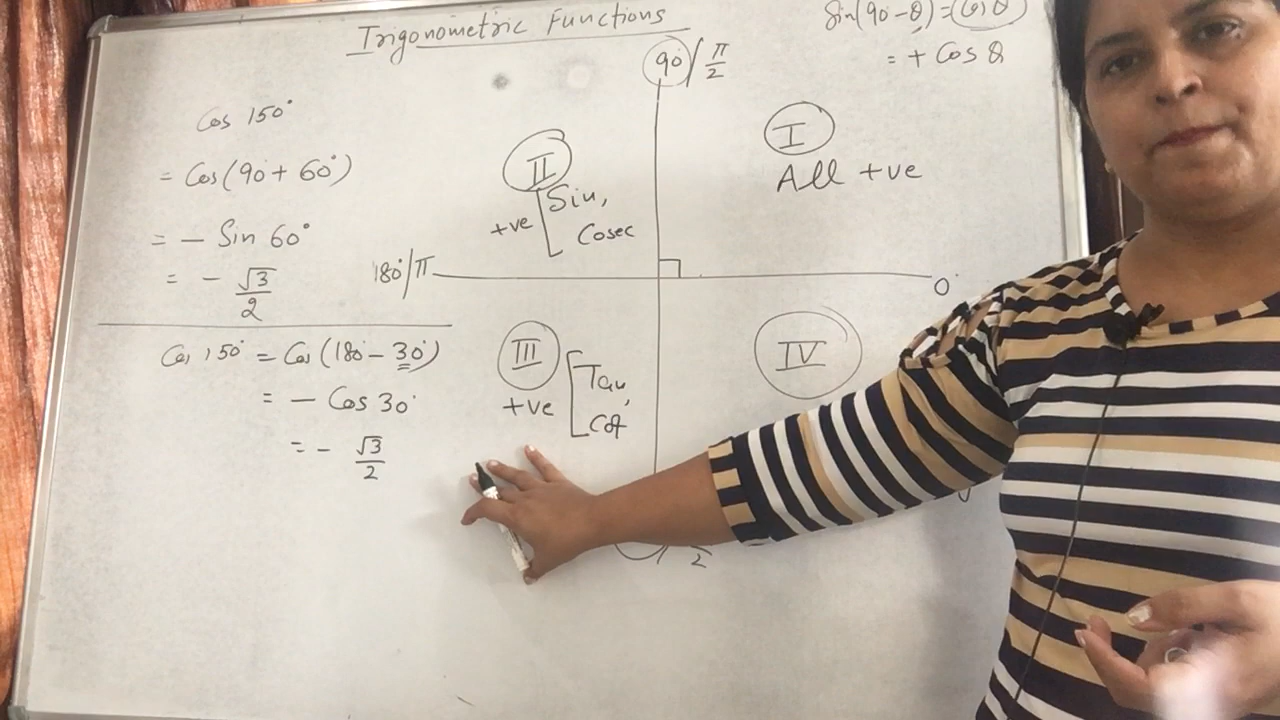 Trigonometric Functions
Sin(90-θ)=Cosθ
= + Cos θ
90°/π/2
Cos 150°
= Cos(90+60°)
= - Sin 60°
= - √3/2
Cos 150° = Cos(180-30°)
= - Cos 30°
= - √3/2
II
+ve [Sin,
Cosec
I
All +ve
180°/π
0°
III
+ve [Tan,
Cot
IV
2